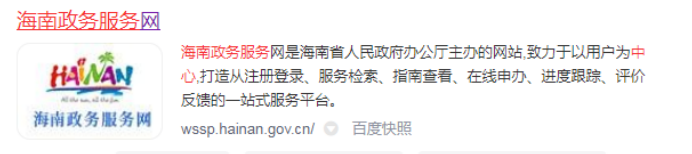 海南政务服务网
海南政务服务网是海南省人民政府办公厅主办的网站,致力于以用户为中
心,打造从注册登录、服务检索、指南查看、在线申办、进度跟踪、评价
反馈的一站式服务平台。
HAiNAN
All the sun, all the fun
海南政务服务网
wssp.hainan.gov.cn/ 百度快照